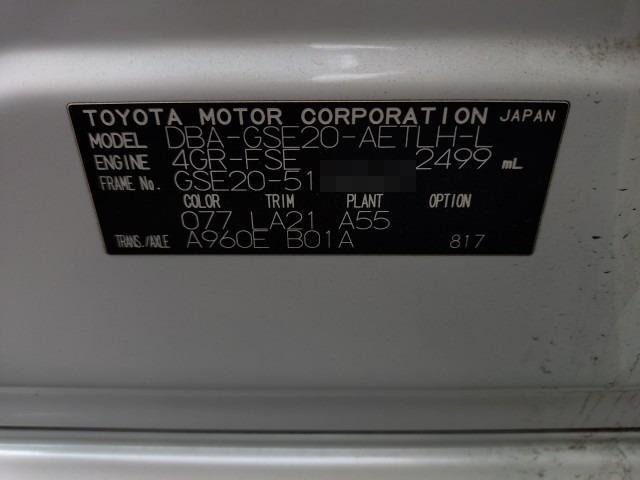 TOYOTA MOTOR CORPORATION JAPAN
MODEL DBA-GSE20-AETLH-L
ENGINE 4GR-FSE 2499 mL
FRAME No. GSE20-51
COLOR TRIM PLANT OPTION
077 LA21 A55
TRANS./AXLE A960E B01A 817